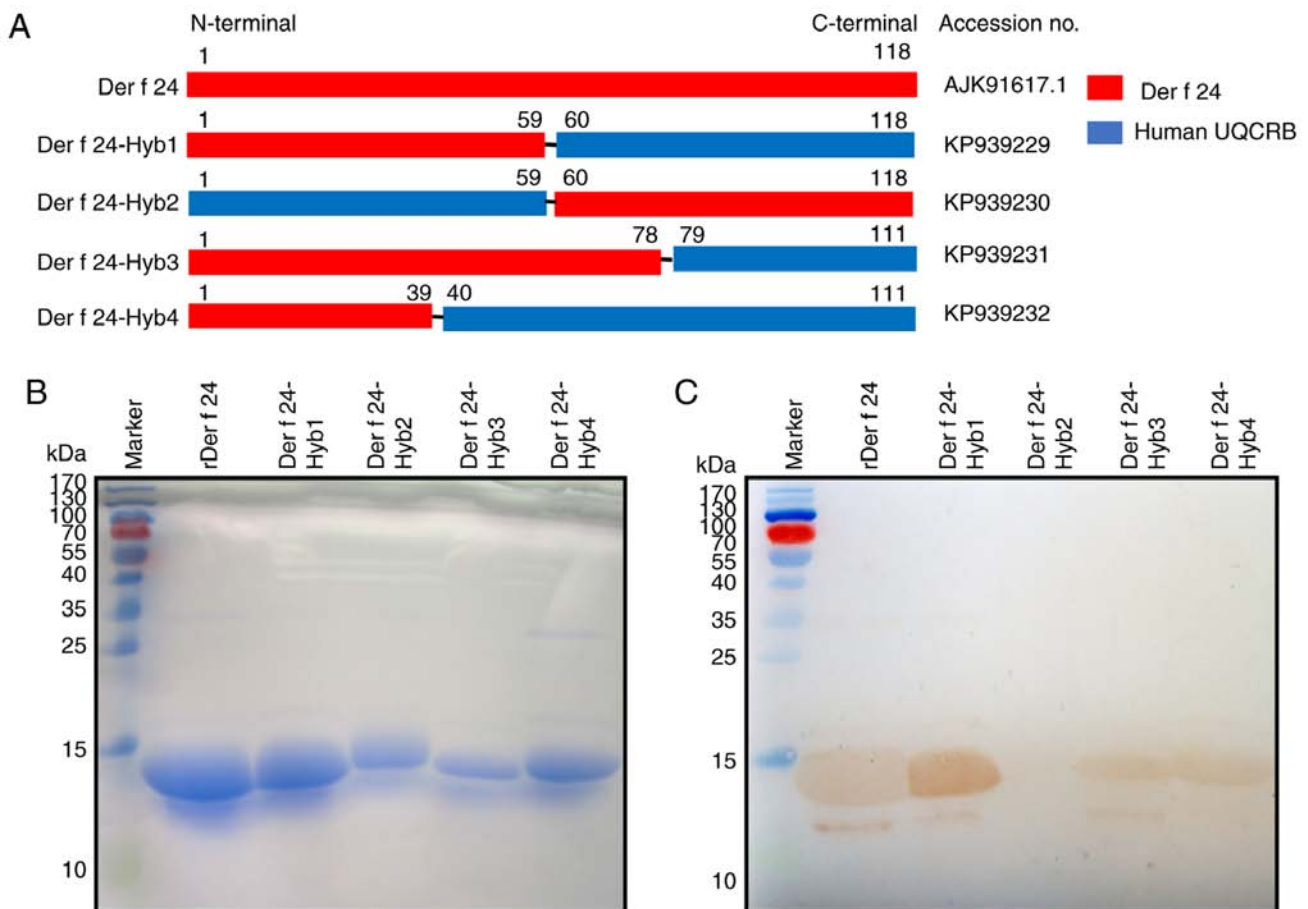 A
N-terminal C-terminal Accession no.
1 118
Der f 24 AJK91617.1 Der f 24
1 59 60 118
Der f 24-Hyb1 KP939229 Human UQCRB
1 59 60 118
Der f 24-Hyb2 KP939230
1 78 79 111
Der f 24-Hyb3 KP939231
1 39 40 111
Der f 24-Hyb4 KP939232
B
kDa
Marker
rDer f 24
Der f 24-
Hyb1
Der f 24-
Hyb2
Der f 24-
Hyb3
Der f 24-
Hyb4
170
130
100
70
55
40
35
25
15
10
C
kDa
Marker
rDer f 24
Der f 24-
Hyb1
Der f 24-
Hyb2
Der f 24-
Hyb3
Der f 24-
Hyb4
170
130
100
70
55
40
35
25
15
10